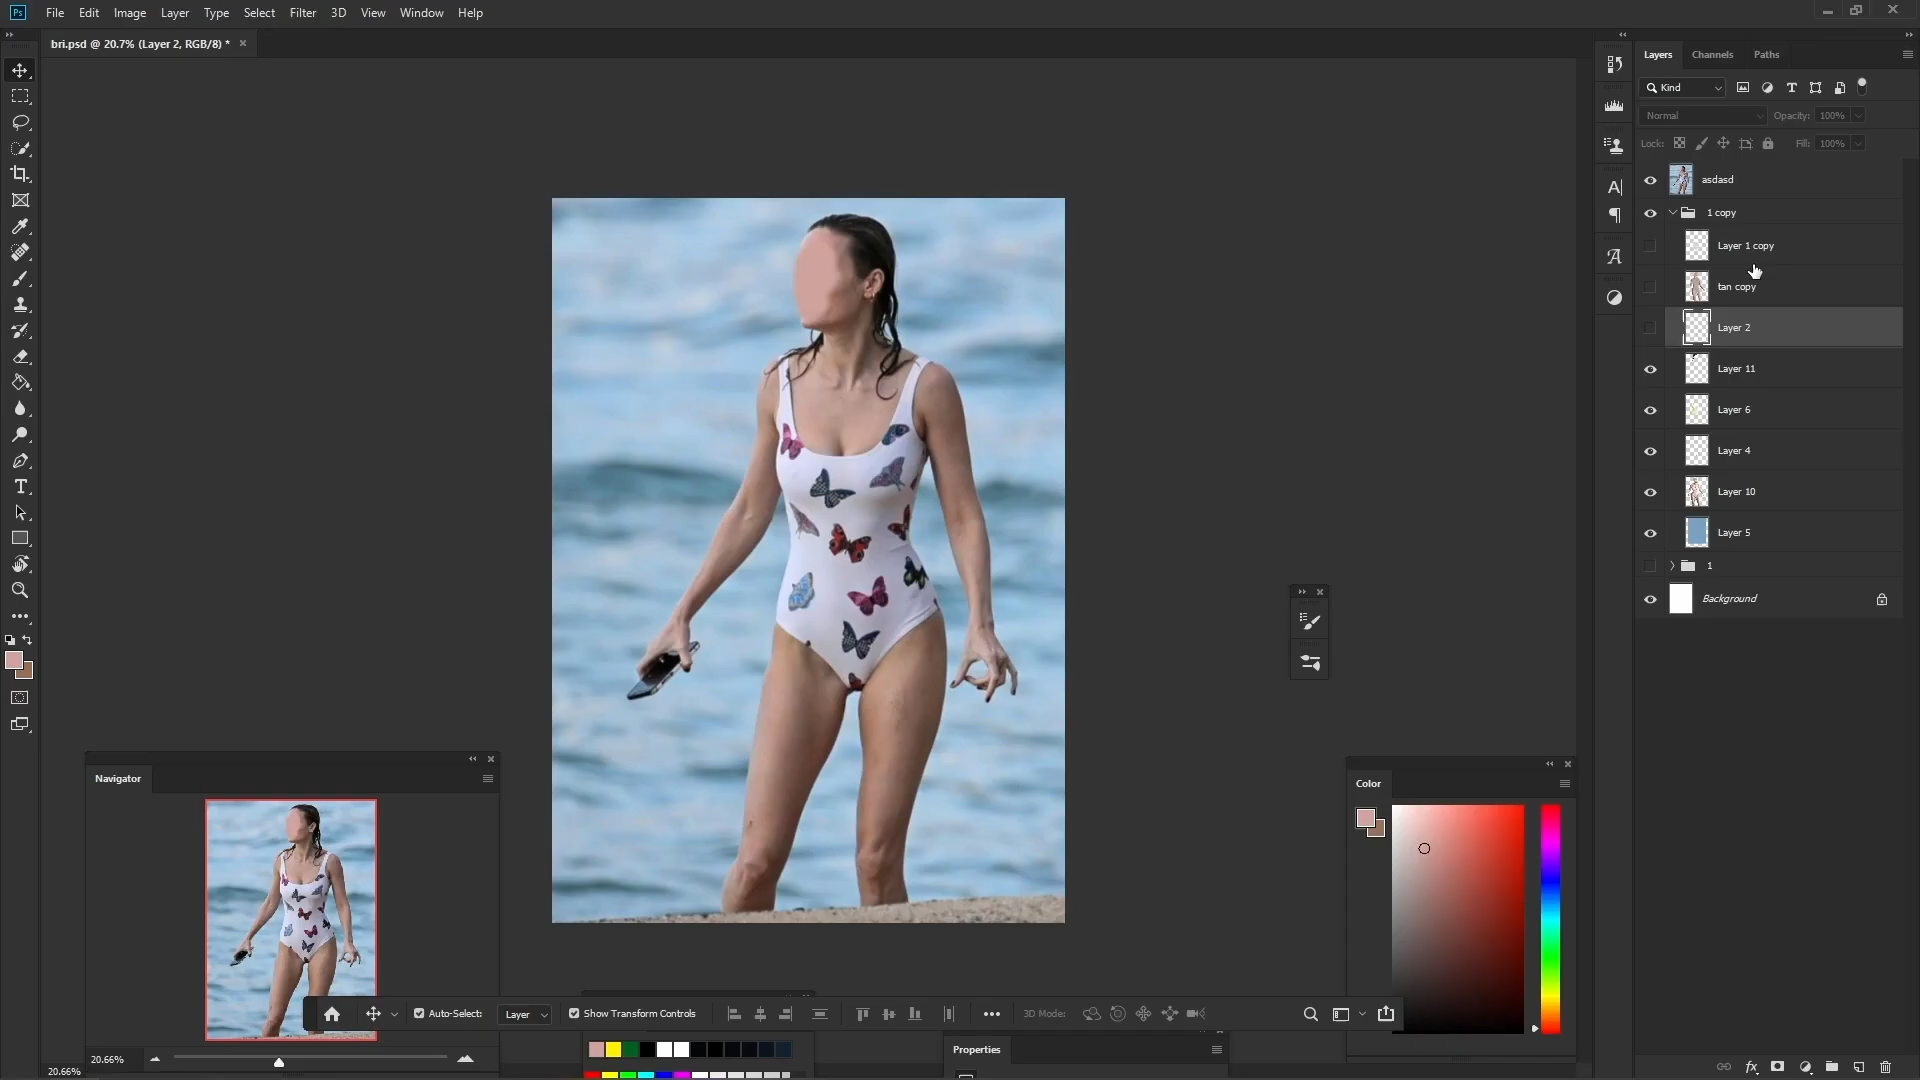 Ps File Edit Image Layer Type Select Filter 3D View Window Help
bri.psd @ 20.7% (Layer 2, RGB/8) *
Layers Channels Paths
Kind
Normal Opacity: 100%
Lock: Fill: 100%
asdasd
1 copy
Layer 1 copy
tan copy
Layer 2
Layer 11
Layer 6
Layer 4
Layer 10
Layer 5
1
Background
Navigator
Color
Auto-Select: Layer Show Transform Controls 3D Mode:
Properties
20.66%
20.66%
fx